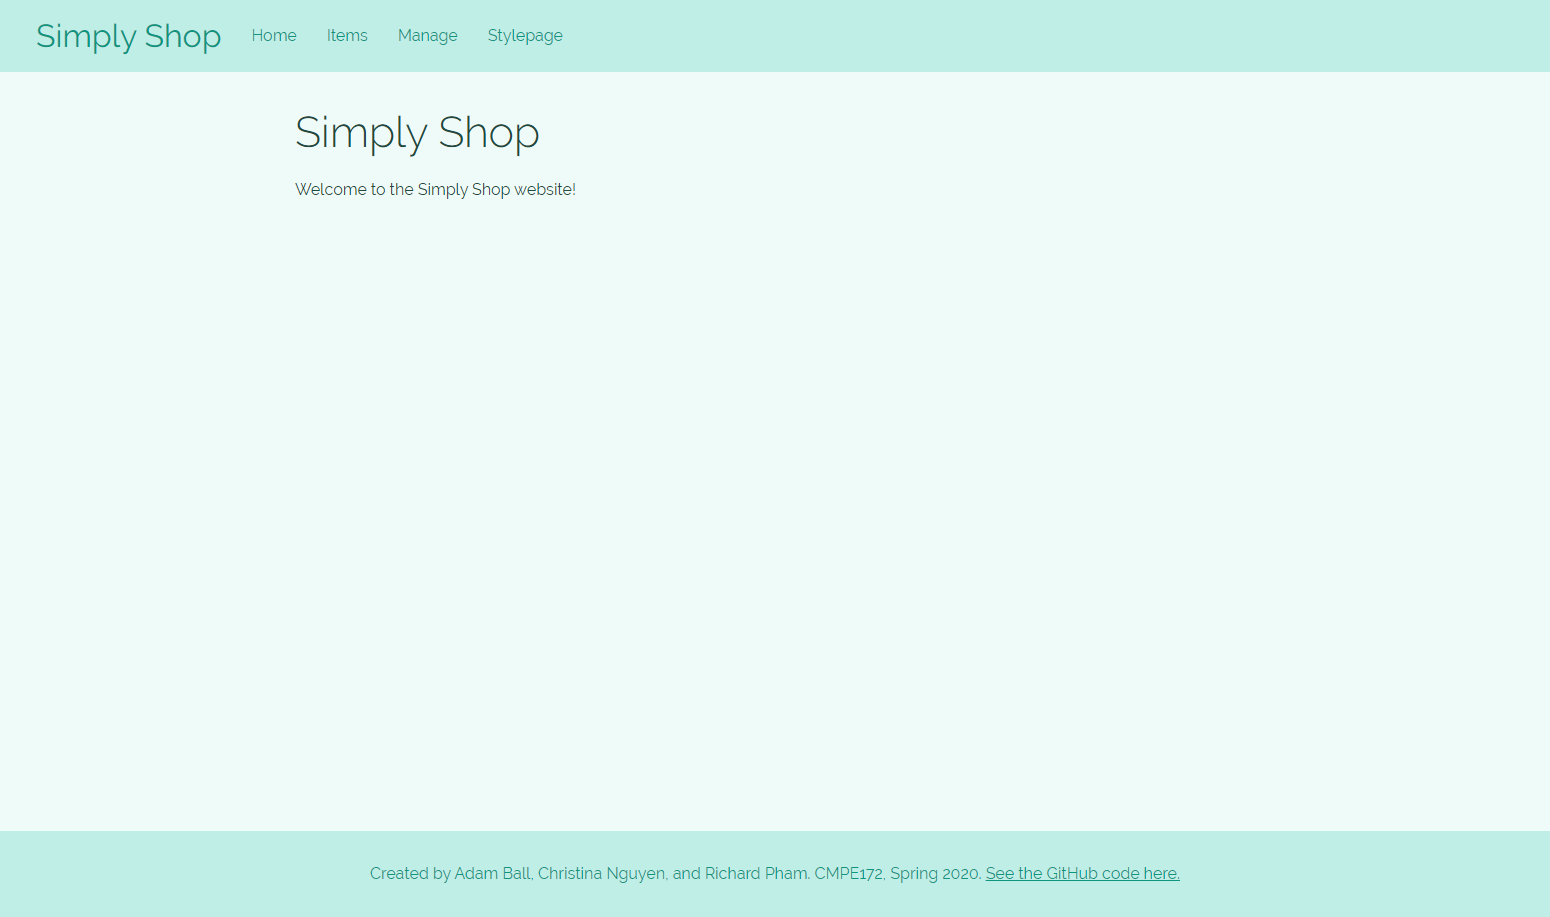 Simply Shop Home Items Manage Stylepage
Simply Shop
Welcome to the Simply Shop website!
Created by Adam Ball, Christina Nguyen, and Richard Pham. CMPE172, Spring 2020. See the GitHub code here.